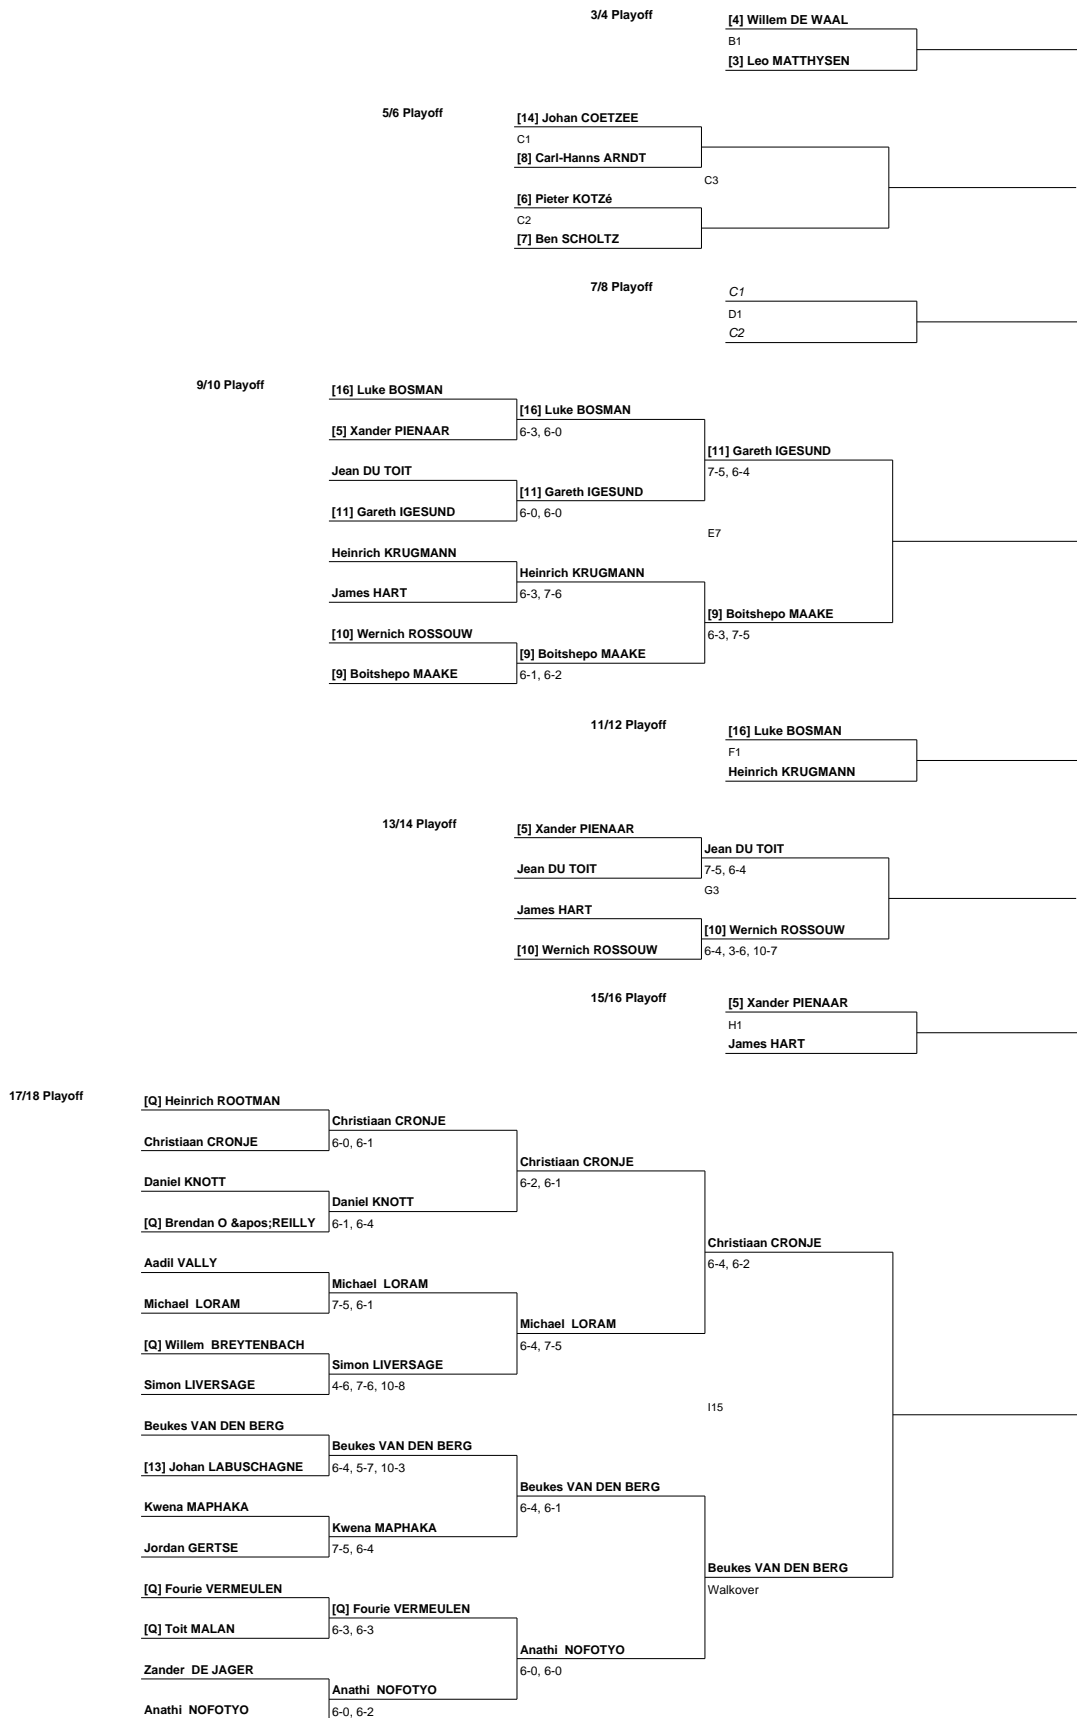 3/4 Playoff
[4] Willem DE WAAL
B1
[3] Leo MATTHYSEN
5/6 Playoff
[14] Johan COETZEE
C1
[8] Carl-Hanns ARNDT
C3
[6] Pieter KOTZé
C2
[7] Ben SCHOLTZ
7/8 Playoff
C1
D1
C2
9/10 Playoff
[16] Luke BOSMAN
[16] Luke BOSMAN
[5] Xander PIENAAR
6-3, 6-0
[11] Gareth IGESUND
Jean DU TOIT
7-5, 6-4
[11] Gareth IGESUND
[11] Gareth IGESUND
6-0, 6-0
E7
Heinrich KRUGMANN
Heinrich KRUGMANN
James HART
6-3, 7-6
[9] Boitshepo MAAKE
[10] Wernich ROSSOUW
6-3, 7-5
[9] Boitshepo MAAKE
[9] Boitshepo MAAKE
6-1, 6-2
11/12 Playoff
[16] Luke BOSMAN
F1
Heinrich KRUGMANN
13/14 Playoff
[5] Xander PIENAAR
Jean DU TOIT
Jean DU TOIT
7-5, 6-4
G3
James HART
[10] Wernich ROSSOUW
[10] Wernich ROSSOUW
6-4, 3-6, 10-7
15/16 Playoff
[5] Xander PIENAAR
H1
James HART
17/18 Playoff
[Q] Heinrich ROOTMAN
Christiaan CRONJE
Christiaan CRONJE
6-0, 6-1
Christiaan CRONJE
Daniel KNOTT
6-2, 6-1
Daniel KNOTT
[Q] Brendan O &apos;REILLY
6-1, 6-4
Christiaan CRONJE
Aadil VALLY
6-4, 6-2
Michael LORAM
Michael LORAM
7-5, 6-1
Michael LORAM
[Q] Willem BREYTENBACH
6-4, 7-5
Simon LIVERSAGE
Simon LIVERSAGE
4-6, 7-6, 10-8
I15
Beukes VAN DEN BERG
Beukes VAN DEN BERG
[13] Johan LABUSCHAGNE
6-4, 5-7, 10-3
Beukes VAN DEN BERG
Kwena MAPHAKA
6-4, 6-1
Kwena MAPHAKA
Jordan GERTSE
7-5, 6-4
Beukes VAN DEN BERG
[Q] Fourie VERMEULEN
Walkover
[Q] Fourie VERMEULEN
[Q] Toit MALAN
6-3, 6-3
Anathi NOFOTYO
Zander DE JAGER
6-0, 6-0
Anathi NOFOTYO
Anathi NOFOTYO
6-0, 6-2